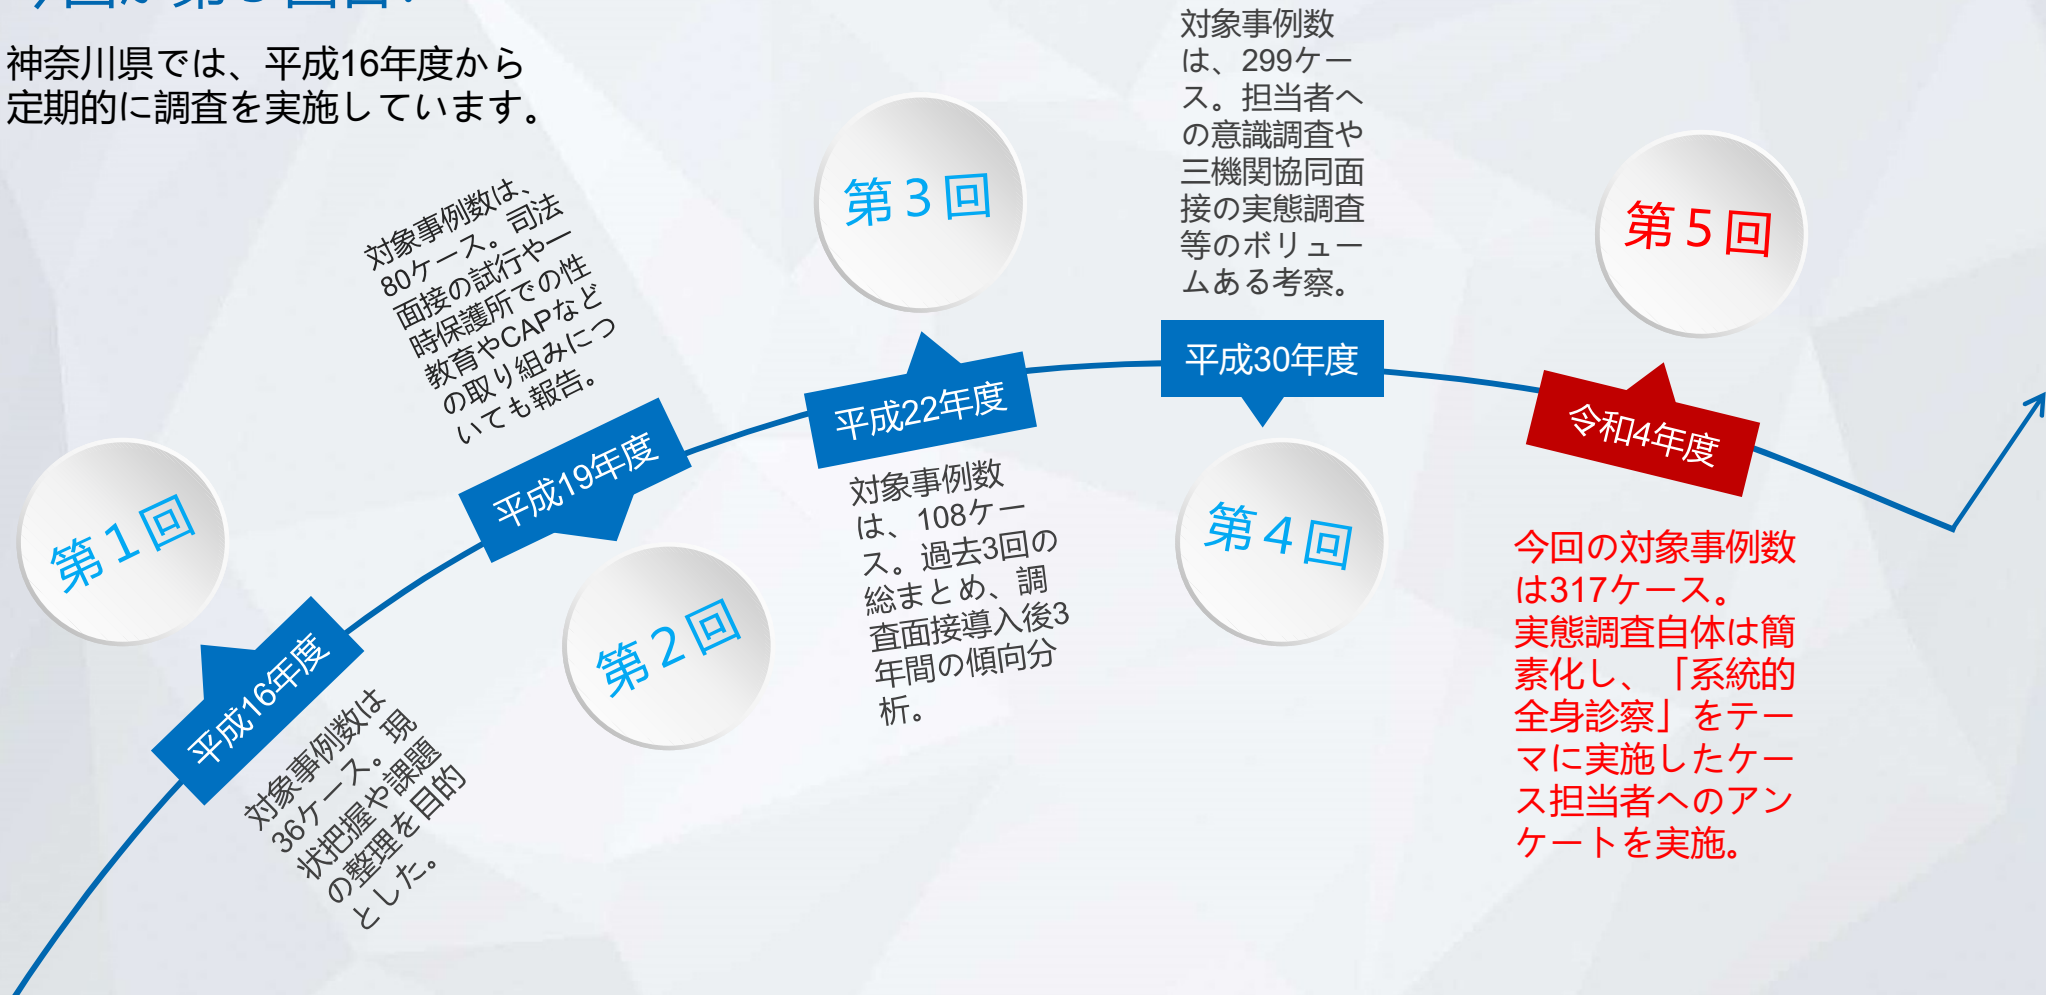 今回が第５回目！
神奈川県では、平成16年度から
定期的に調査を実施しています。
第１回
平成16年度
対象事例数は
36ケース。現
状把握や課題
の整理を目的
とした。
対象事例数は、
80ケース。司法
面接の試行や一
時保護所での性
教育やCAPなど
の取り組みにつ
いても報告。
平成19年度
第２回
第３回
平成22年度
対象事例数
は、108ケー
ス。過去3回の
総まとめ、調
査面接導入後3
年間の傾向分
析。
対象事例数
は、299ケー
ス。担当者へ
の意識調査や
三機関協同面
接の実態調査
等のボリュー
ムある考察。
平成30年度
第４回
第５回
令和4年度
今回の対象事例数
は317ケース。
実態調査自体は簡
素化し、「系統的
全身診察」をテー
マに実施したケー
ス担当者へのアン
ケートを実施。